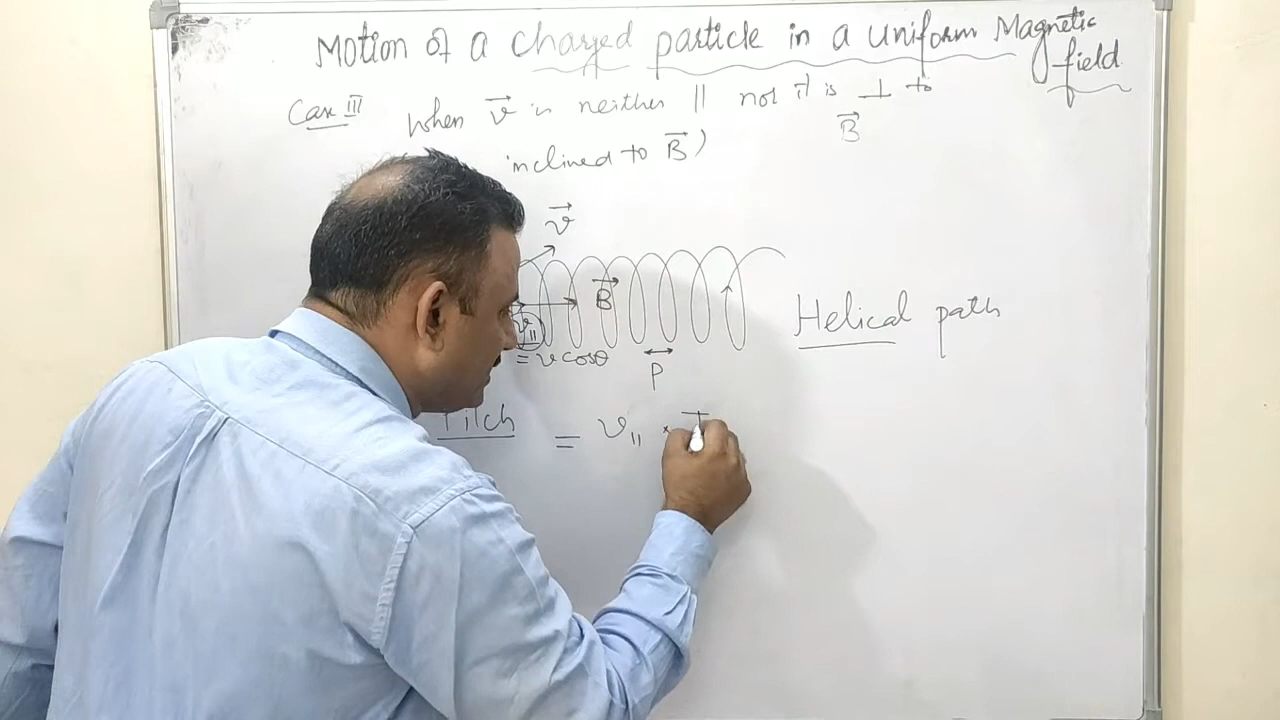 Motion of a charged particle in a uniform Magnetic field
Case III when v⃗ is neither || nor it is ⊥ to B⃗
inclined to B⃗)
v⃗
B⃗
v||
= v cosθ
P
Helical path
Pitch = v|| × T